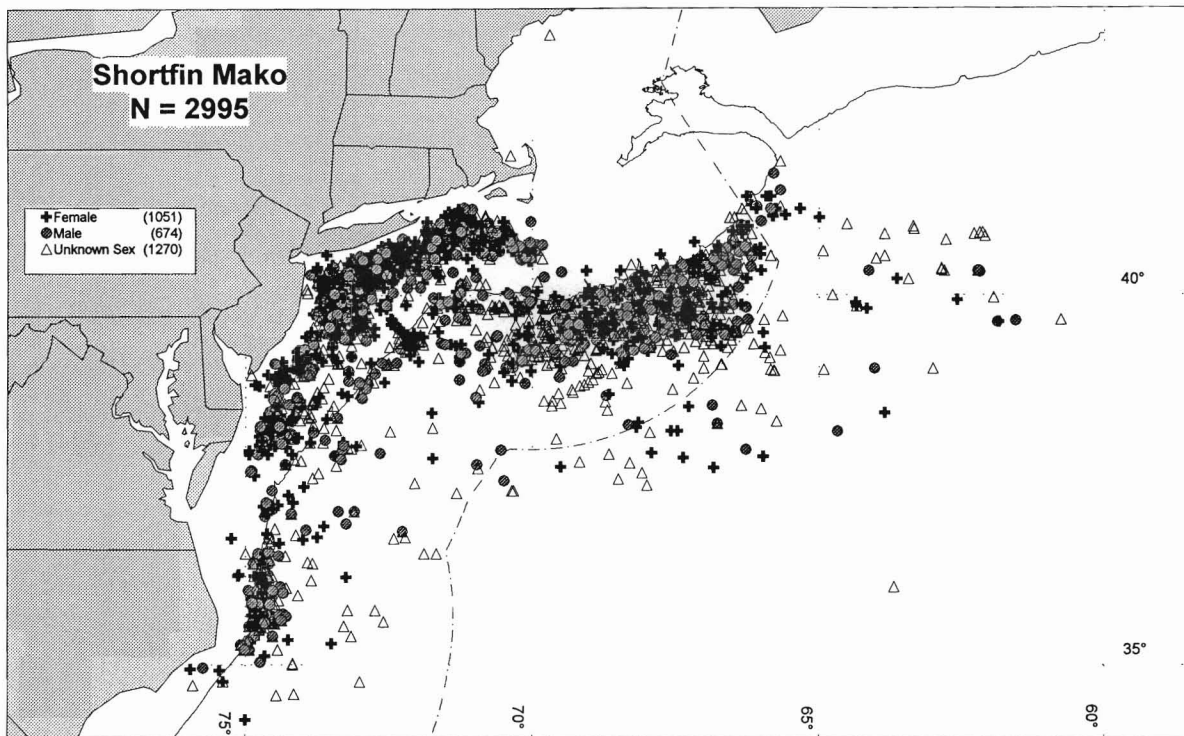 Shortfin Mako
N = 2995
Female (1051)
Male (674)
Unknown Sex (1270)
40°
35°
75°
70°
65°
60°